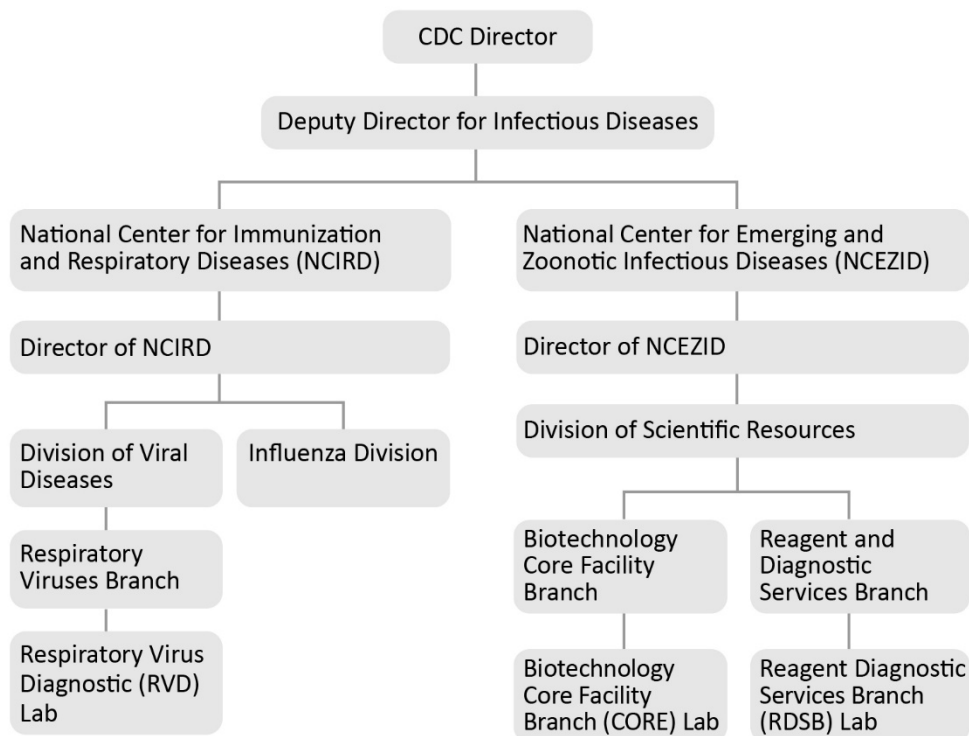 CDC Director
Deputy Director for Infectious Diseases
National Center for Immunization
and Respiratory Diseases (NCIRD)
National Center for Emerging and
Zoonotic Infectious Diseases (NCEZID)
Director of NCIRD
Director of NCEZID
Division of Viral
Diseases
Influenza Division
Division of Scientific Resources
Respiratory
Viruses Branch
Biotechnology
Core Facility
Branch
Reagent and
Diagnostic
Services Branch
Respiratory Virus
Diagnostic (RVD)
Lab
Biotechnology
Core Facility
Branch (CORE) Lab
Reagent Diagnostic
Services Branch
(RDSB) Lab